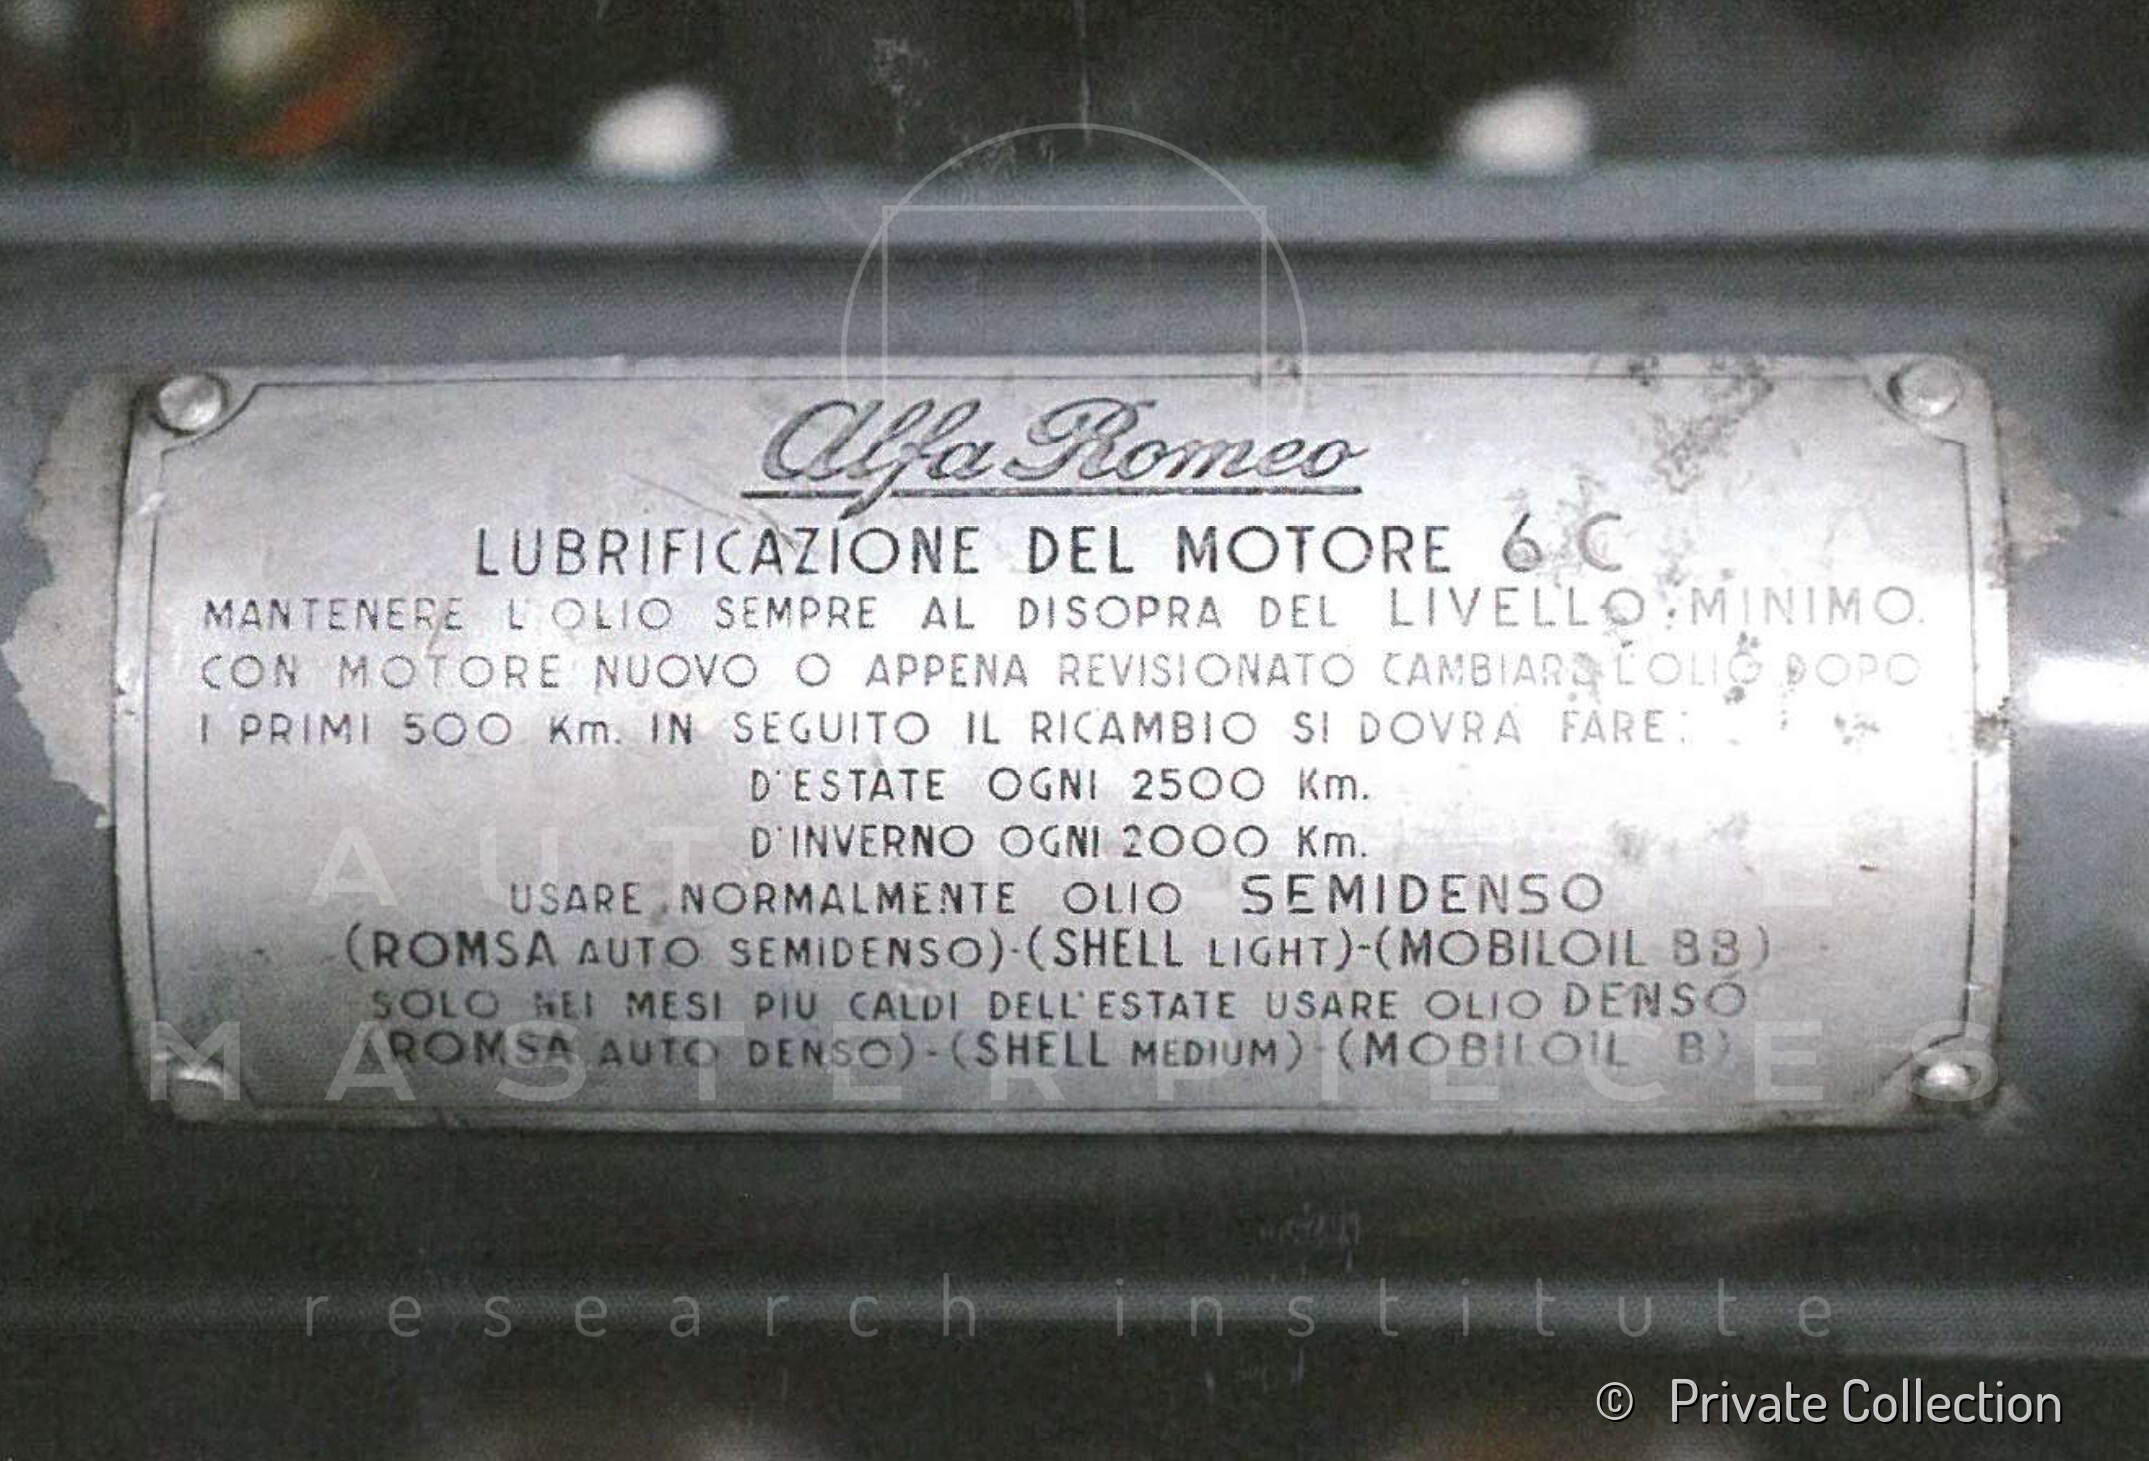 Alfa Romeo
LUBRIFICAZIONE DEL MOTORE 6 C
MANTENERE L'OLIO SEMPRE AL DISOPRA DEL LIVELLO MINIMO.
CON MOTORE NUOVO O APPENA REVISIONATO CAMBIARE L'OLIO DOPO
I PRIMI 500 Km. IN SEGUITO IL RICAMBIO SI DOVRA FARE:
D'ESTATE OGNI 2500 Km.
D'INVERNO OGNI 2000 Km.
USARE NORMALMENTE OLIO SEMIDENSO
(ROMSA AUTO SEMIDENSO)-(SHELL LIGHT)-(MOBILOIL BB)
SOLO NEI MESI PIU CALDI DELL'ESTATE USARE OLIO DENSO
(ROMSA AUTO DENSO)-(SHELL MEDIUM)-(MOBILOIL B)
AUTOMOTIVE
MASTERPIECES
research institute
© Private Collection